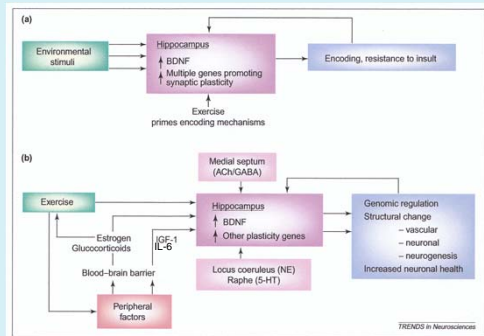 (a)
Environmental
stimuli
Hippocampus
BDNF
Multiple genes promoting
synaptic plasticity
Encoding, resistance to insult
Exercise
primes encoding mechanisms
(b)
Medial septum
(ACh/GABA)
Exercise
Hippocampus
BDNF
Other plasticity genes
Genomic regulation
Structural change
– vascular
– neuronal
– neurogenesis
Increased neuronal health
Estrogen
Glucocorticoids
IGF-1
IL-6
Blood–brain barrier
Locus coeruleus (NE)
Raphe (5-HT)
Peripheral
factors
TRENDS in Neurosciences